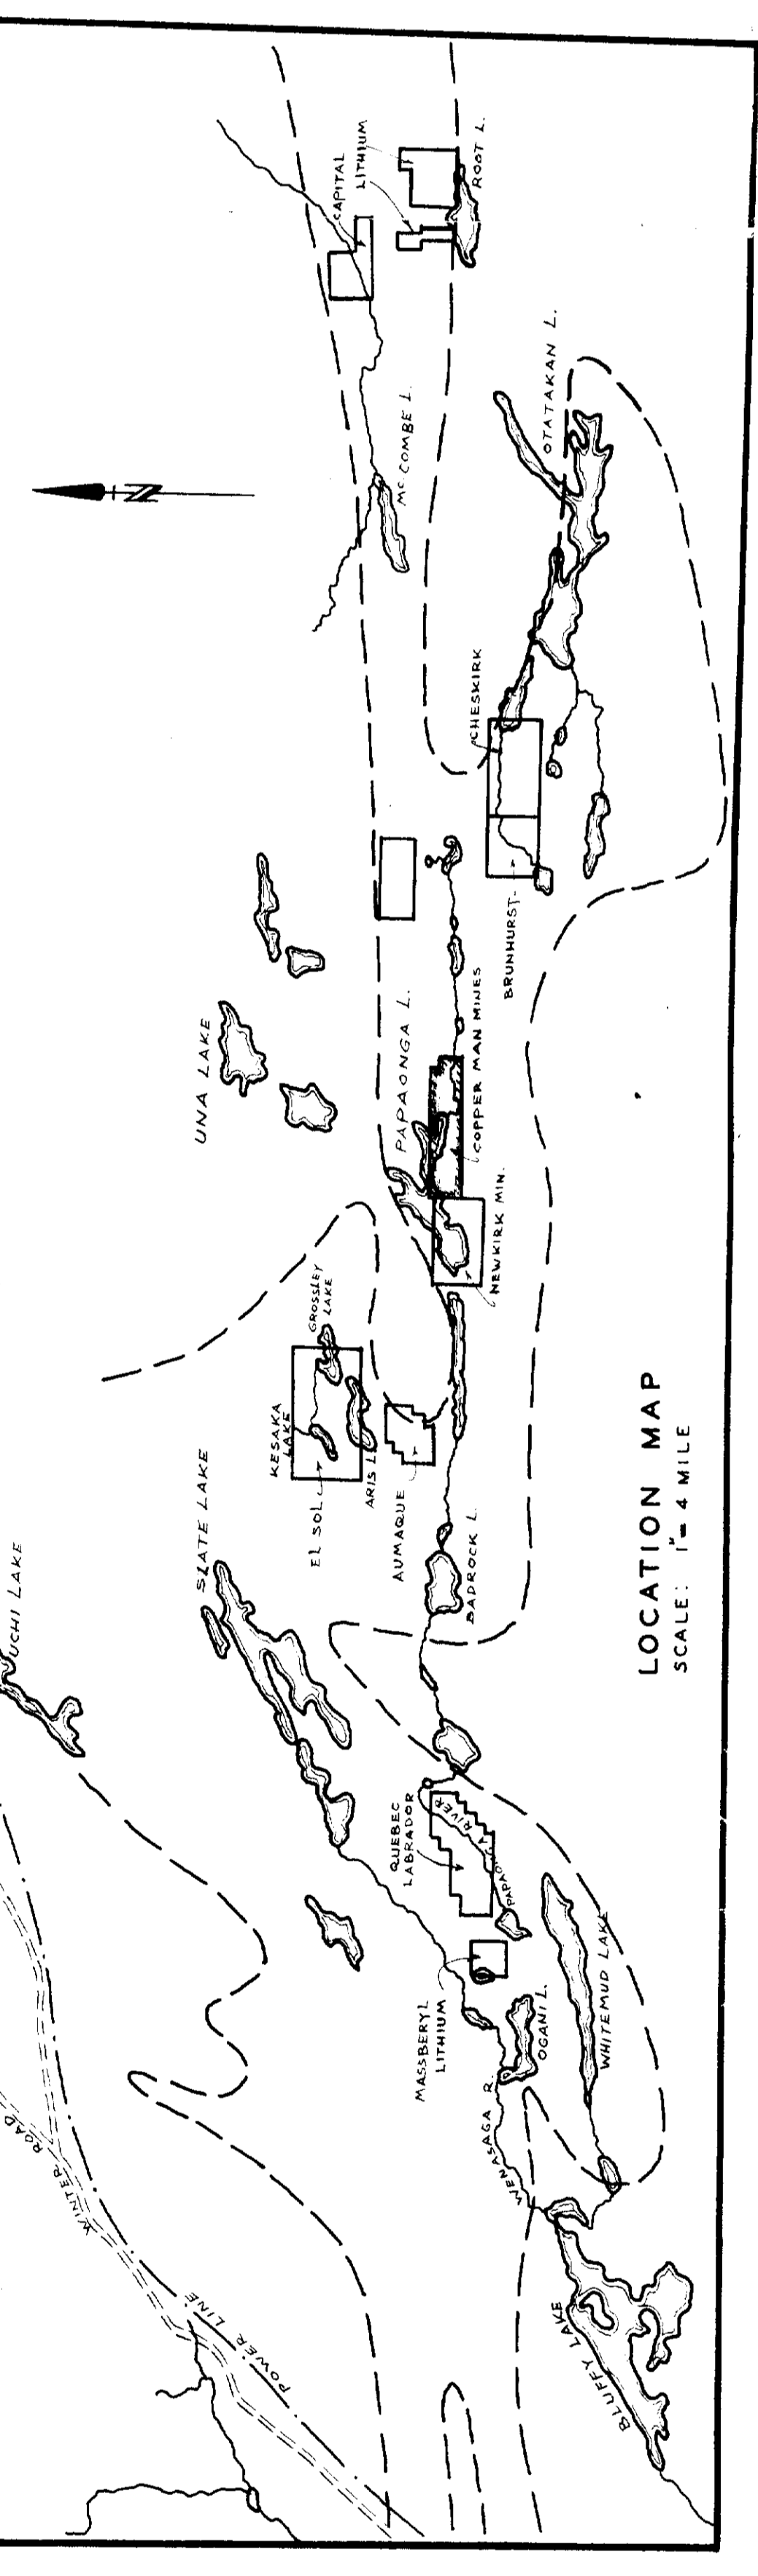 UCHI LAKE
WINTER ROAD
POWER LINE
SLATE LAKE
UNA LAKE
N
KESAKA
LAKE
GROSSLEY
LAKE
EL SOL
ARIS L.
CAPITAL
LITHIUM
AUMAQUE
PAPAONGA L.
McCOMBE L.
QUEBEC
LABRADOR
MASSBERYL
LITHIUM
PAPAONGA RIVER
BADROCK L.
COPPER MAN MINES
CHESKIRK
ROOT L.
NEWKIRK MIN.
BRUNHURST
WENASAGA R.
OGANI L.
OTATAKAN L.
BLUFFY LAKE
WHITEMUD LAKE
LOCATION MAP
SCALE: 1" = 4 MILE